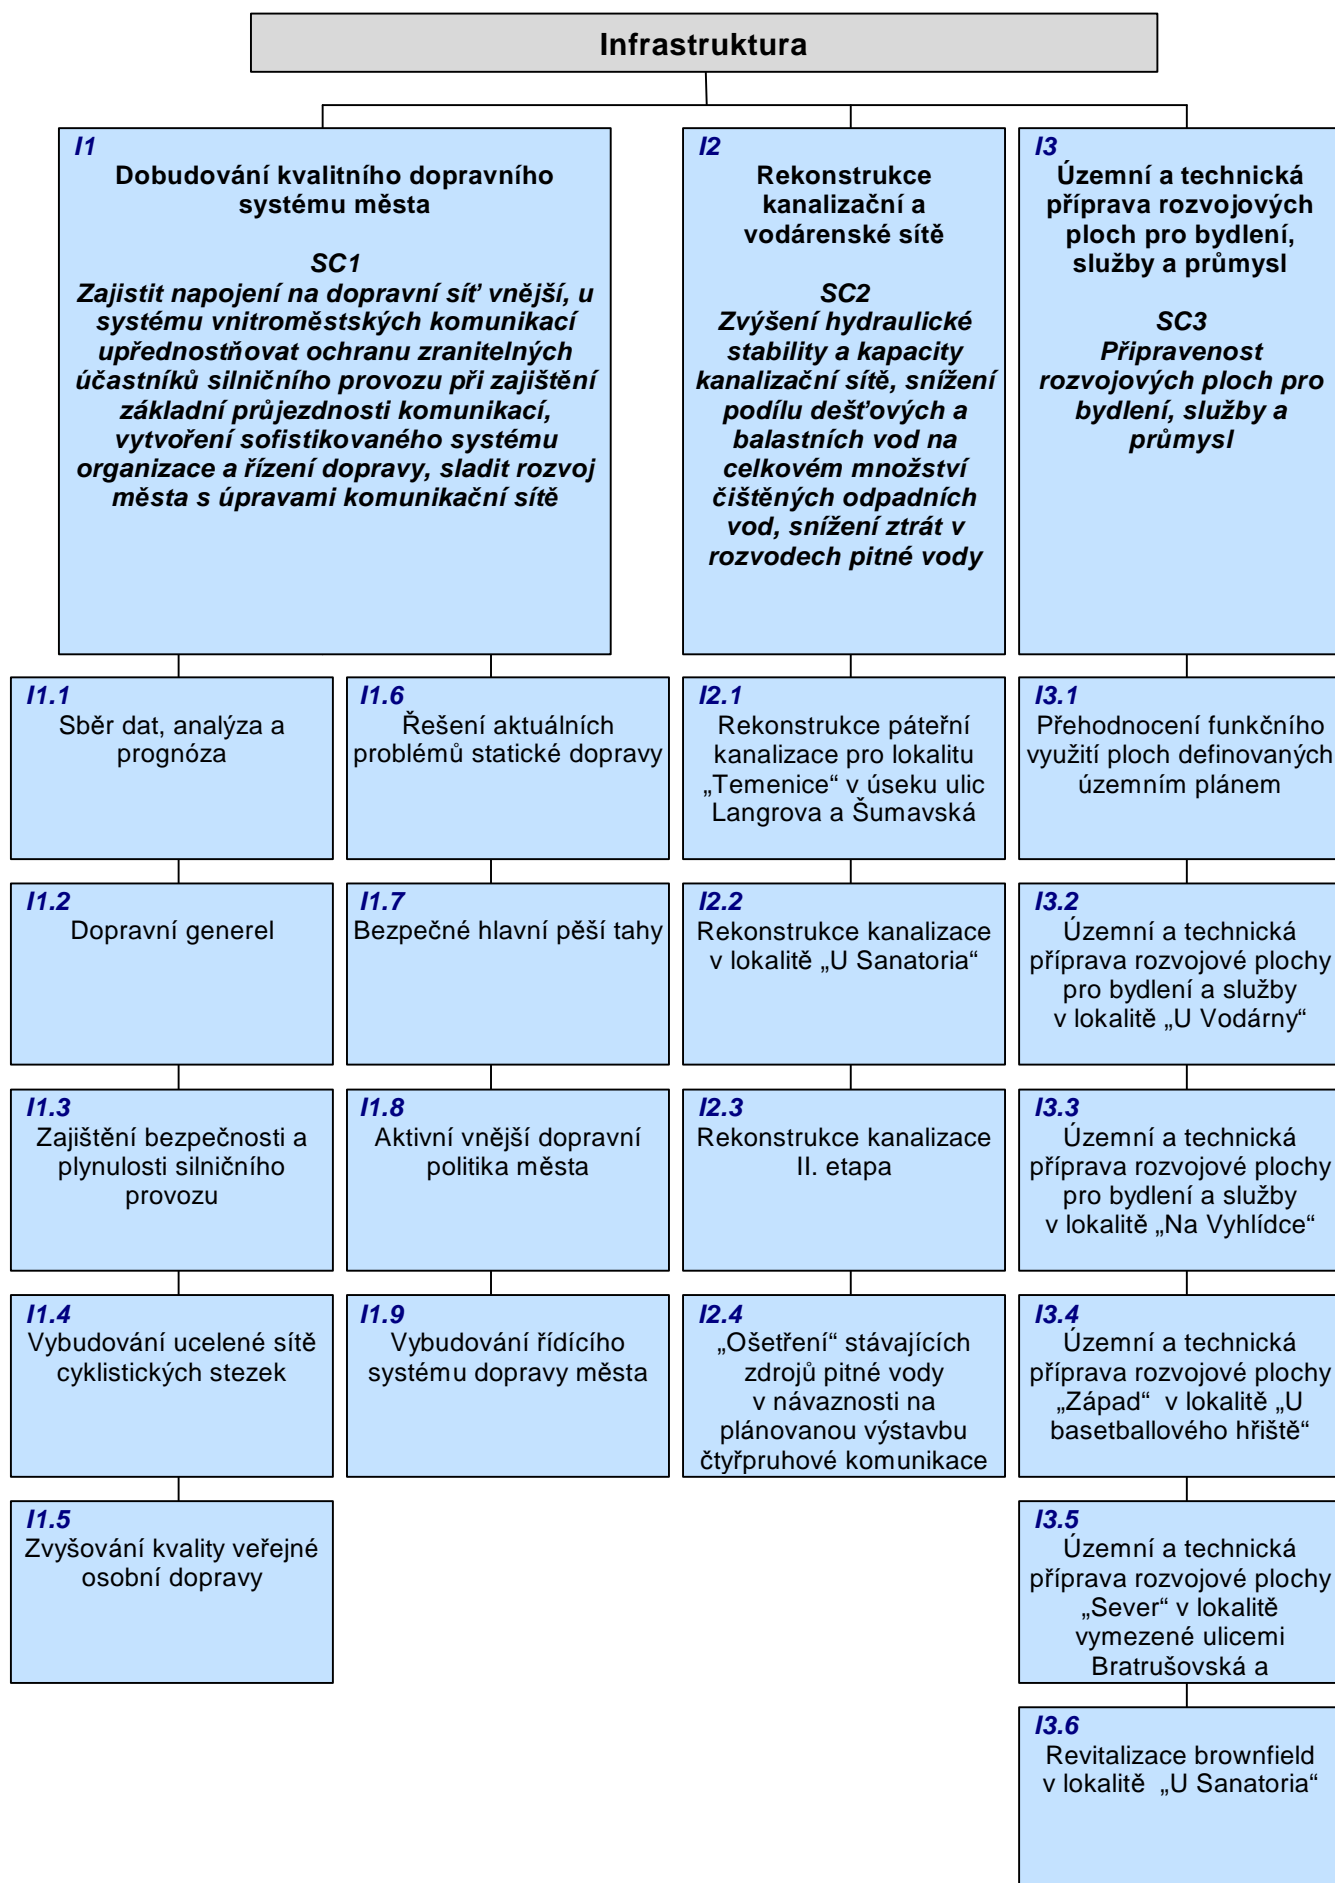 Infrastruktura
I1
Dobudování kvalitního dopravního
systému města
SC1
Zajistit napojení na dopravní síť vnější, u
systému vnitroměstských komunikací
upřednostňovat ochranu zranitelných
účastníků silničního provozu při zajištění
základní průjezdnosti komunikací,
vytvoření sofistikovaného systému
organizace a řízení dopravy, sladit rozvoj
města s úpravami komunikační sítě
I2
Rekonstrukce
kanalizační a
vodárenské sítě
SC2
Zvýšení hydraulické
stability a kapacity
kanalizační sítě, snížení
podílu dešťových a
balastních vod na
celkovém množství
čištěných odpadních
vod, snížení ztrát v
rozvodech pitné vody
I3
Územní a technická
příprava rozvojových
ploch pro bydlení,
služby a průmysl
SC3
Připravenost
rozvojových ploch pro
bydlení, služby a
průmysl
I1.1
Sběr dat, analýza a
prognóza
I1.2
Dopravní generel
I1.3
Zajištění bezpečnosti a
plynulosti silničního
provozu
I1.4
Vybudování ucelené sítě
cyklistických stezek
I1.5
Zvyšování kvality veřejné
osobní dopravy
I1.6
Řešení aktuálních
problémů statické dopravy
I1.7
Bezpečné hlavní pěší tahy
I1.8
Aktivní vnější dopravní
politika města
I1.9
Vybudování řídícího
systému dopravy města
I2.1
Rekonstrukce páteřní
kanalizace pro lokalitu
„Temenice“ v úseku ulic
Langrova a Šumavská
I2.2
Rekonstrukce kanalizace
v lokalitě „U Sanatoria“
I2.3
Rekonstrukce kanalizace
II. etapa
I2.4
„Ošetření“ stávajících
zdrojů pitné vody
v návaznosti na
plánovanou výstavbu
čtyřpruhové komunikace
I3.1
Přehodnocení funkčního
využití ploch definovaných
územním plánem
I3.2
Územní a technická
příprava rozvojové plochy
pro bydlení a služby
v lokalitě „U Vodárny“
I3.3
Územní a technická
příprava rozvojové plochy
pro bydlení a služby
v lokalitě „Na Vyhlídce“
I3.4
Územní a technická
příprava rozvojové plochy
„Západ“ v lokalitě „U
basetballového hřiště“
I3.5
Územní a technická
příprava rozvojové plochy
„Sever“ v lokalitě
vymezené ulicemi
Bratrušovská a
I3.6
Revitalizace brownfield
v lokalitě „U Sanatoria“